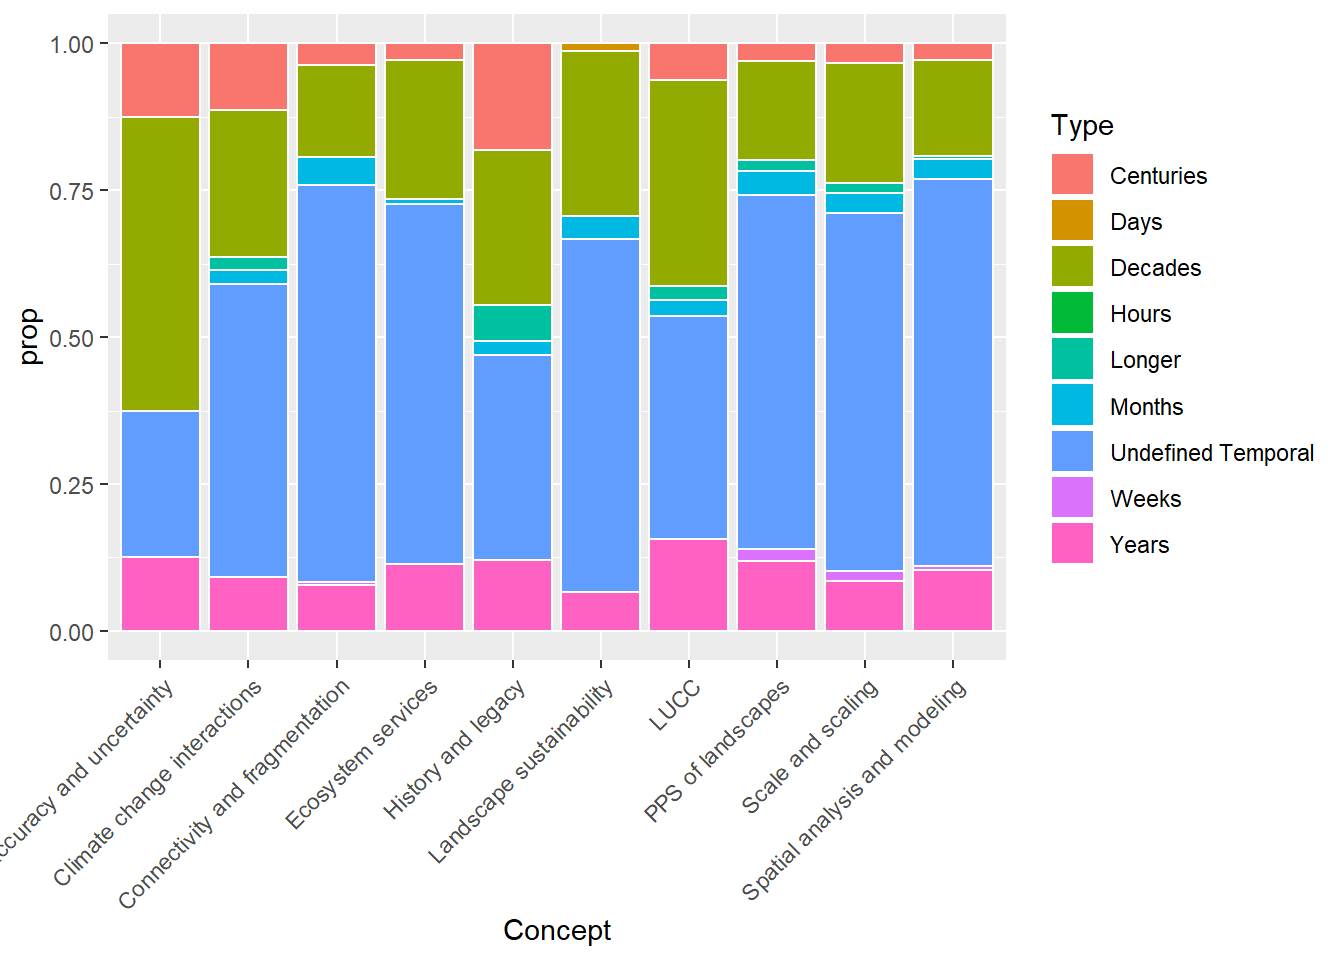 1.00
0.75
0.50
0.25
0.00
prop
ccuracy and uncertainty
Climate change interactions
Connectivity and fragmentation
Ecosystem services
History and legacy
Landscape sustainability
LUCC
PPS of landscapes
Scale and scaling
Spatial analysis and modeling
Concept
Type
Centuries
Days
Decades
Hours
Longer
Months
Undefined Temporal
Weeks
Years